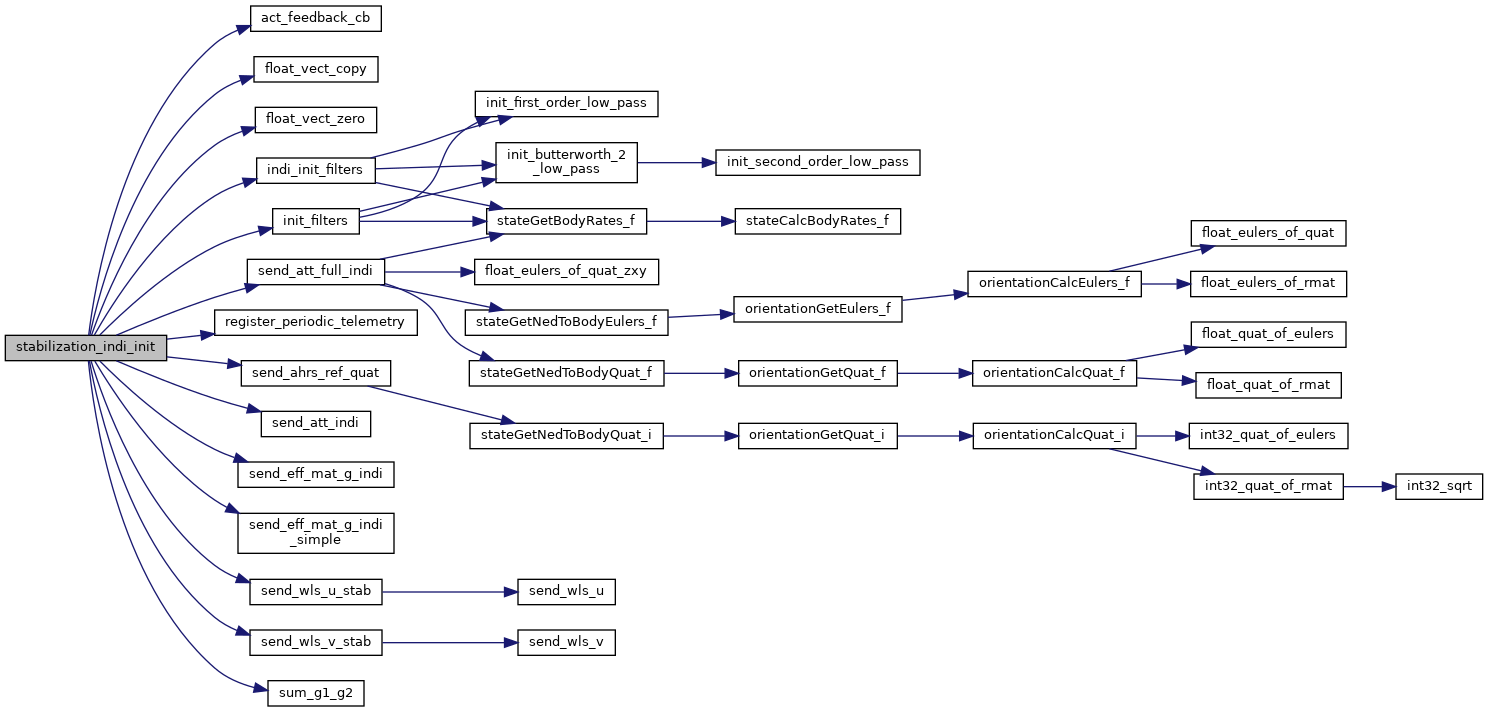 act_feedback_cb
float_vect_copy
init_first_order_low_pass
float_vect_zero
init_butterworth_2
_low_pass
init_second_order_low_pass
indi_init_filters
init_filters
stateGetBodyRates_f
stateCalcBodyRates_f
float_eulers_of_quat
send_att_full_indi
float_eulers_of_quat_zxy
orientationCalcEulers_f
float_eulers_of_rmat
orientationGetEulers_f
register_periodic_telemetry
stateGetNedToBodyEulers_f
float_quat_of_eulers
stabilization_indi_init
send_ahrs_ref_quat
stateGetNedToBodyQuat_f
orientationGetQuat_f
orientationCalcQuat_f
float_quat_of_rmat
send_att_indi
stateGetNedToBodyQuat_i
orientationGetQuat_i
orientationCalcQuat_i
int32_quat_of_eulers
send_eff_mat_g_indi
int32_quat_of_rmat
int32_sqrt
send_eff_mat_g_indi
_simple
send_wls_u_stab
send_wls_u
send_wls_v_stab
send_wls_v
sum_g1_g2